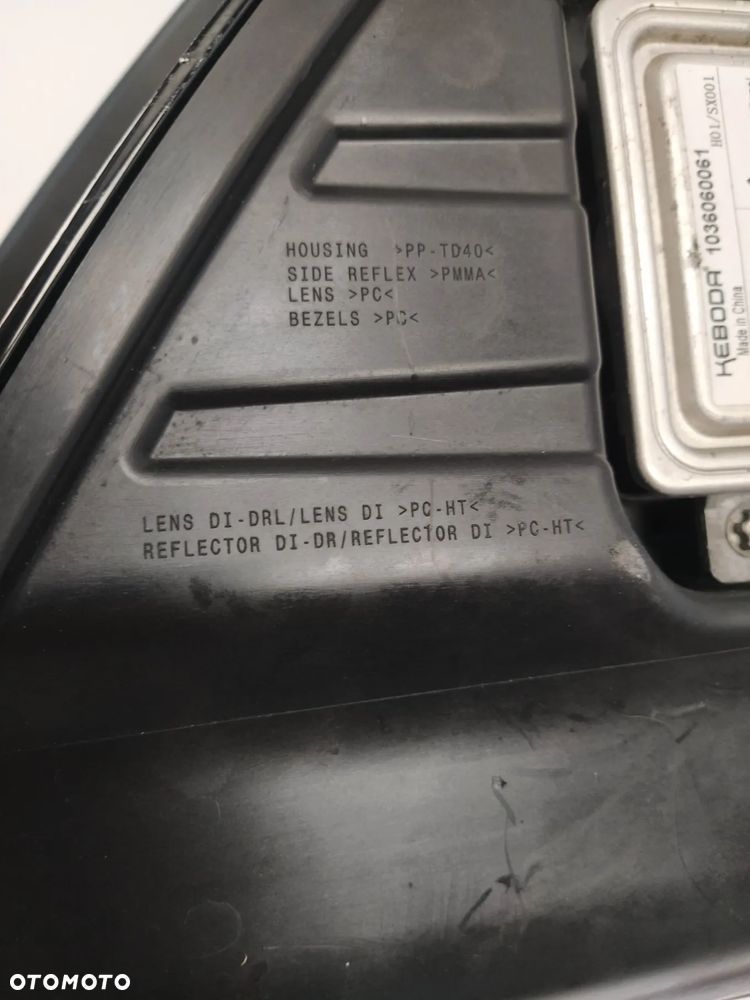 HOUSING >PP-TD40<
SIDE REFLEX >PMMA<
LENS >PC<
BEZELS >PC<
LENS DI-DRL/LENS DI >PC-HT<
REFLECTOR DI-DR/REFLECTOR DI >PC-HT<
KEBODA® 1036060061 H01/SX001
Made in China
OTOMOTO